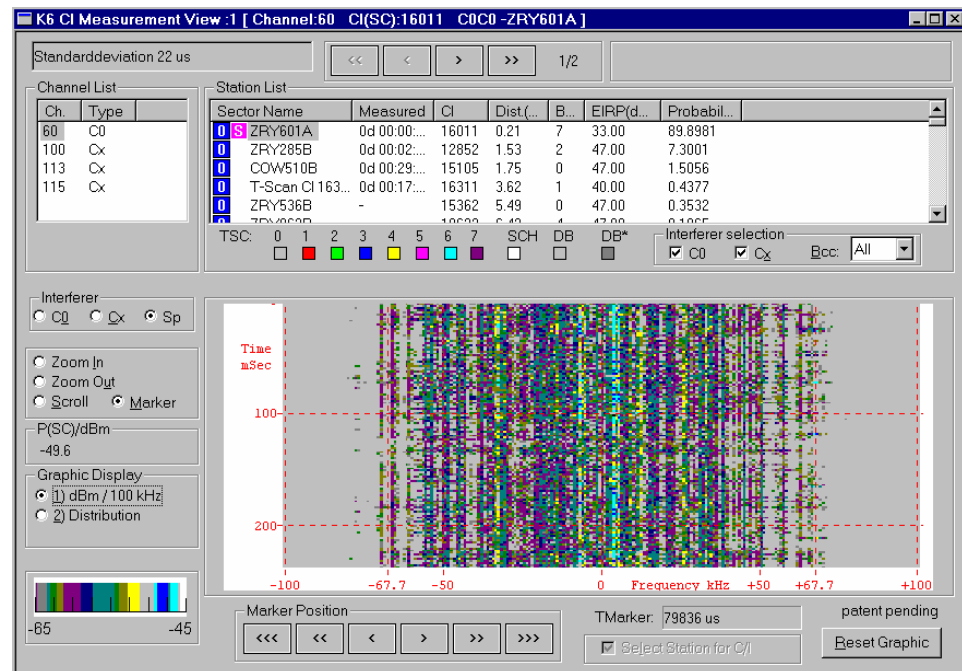 K6 CI Measurement View :1 [ Channel:60 CI(SC):16011 C0C0 -ZRY601A ]
Standarddeviation 22 us
<< < > >> 1/2
Channel List
Ch. Type
60 C0
100 Cx
113 Cx
115 Cx
Station List
Sector Name Measured CI Dist.(... B... EIRP(d... Probabil...
0 S ZRY601A 0d 00:00:... 16011 0.21 7 33.00 89.8981
0 ZRY285B 0d 00:02:... 12852 1.53 2 47.00 7.3001
0 COW510B 0d 00:29:... 15105 1.75 0 47.00 1.5056
0 T-Scan CI 163... 0d 00:17:... 16311 3.62 1 40.00 0.4377
0 ZRY536B - 15362 5.49 0 47.00 0.3532
TSC: 0 1 2 3 4 5 6 7 SCH DB DB*
Interferer selection
C0 Cx Bcc: All
Interferer
C0 Cx Sp
Zoom In
Zoom Out
Scroll Marker
P(SC)/dBm
-49.6
Graphic Display
1) dBm / 100 kHz
2) Distribution
-65 -45
Time
mSec
100
200
-100 -67.7 -50 0 Frequency kHz +50 +67.7 +100
Marker Position
<<< << < > >> >>>
TMarker: 79836 us
Select Station for C/I
patent pending
Reset Graphic